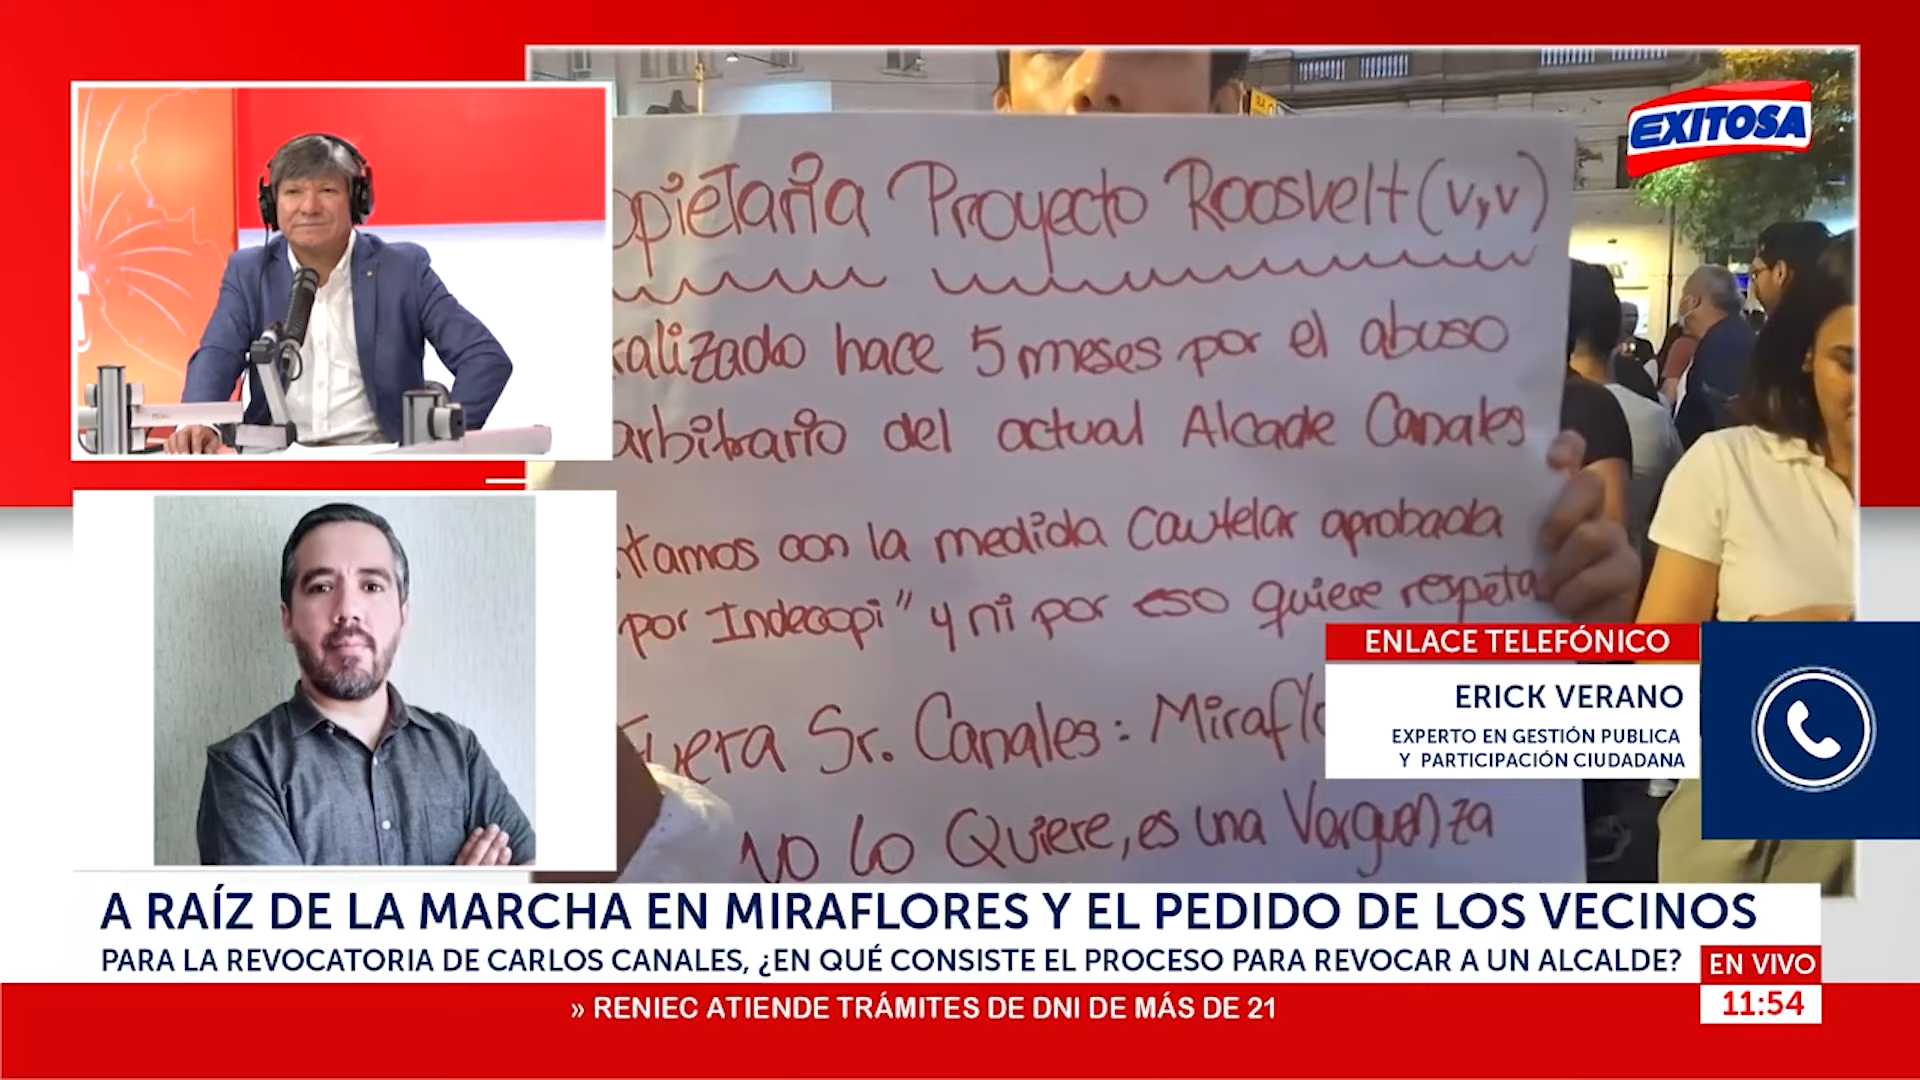 EXITOSA
opietaria Proyecto Roosvelt (v,v)
ralizado hace 5 meses por el abuso
arbitrario del actual Alcade Canales
ntamos con la medida Cautelar aprobada
por Indecopi" y ni por eso quiere respeta
Fuera Sr. Canales: Miraflo
NO lo Quiere, es una Verguenza
ENLACE TELEFÓNICO
ERICK VERANO
EXPERTO EN GESTIÓN PUBLICA
Y PARTICIPACIÓN CIUDADANA
A RAÍZ DE LA MARCHA EN MIRAFLORES Y EL PEDIDO DE LOS VECINOS
PARA LA REVOCATORIA DE CARLOS CANALES, ¿EN QUÉ CONSISTE EL PROCESO PARA REVOCAR A UN ALCALDE?
EN VIVO
11:54
» RENIEC ATIENDE TRÁMITES DE DNI DE MÁS DE 21